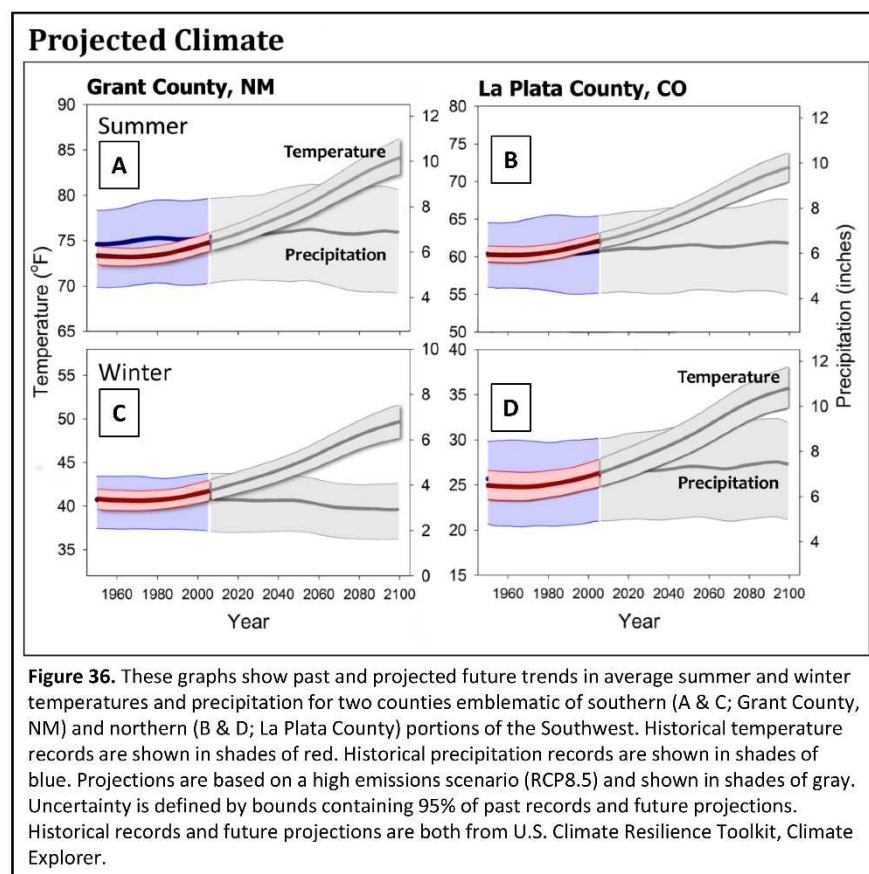 Projected Climate
Grant County, NM
La Plata County, CO
90
85
80
75
70
65
Summer
A
Temperature
Precipitation
12
10
8
6
4
80
75
70
65
60
55
50
B
12
10
8
6
4
Temperature (°F)
Precipitation (inches)
55
50
45
40
35
Winter
C
10
8
6
4
2
0
1960 1980 2000 2020 2040 2060 2080 2100
Year
40
35
30
25
20
15
D
Temperature
Precipitation
12
10
8
6
4
1960 1980 2000 2020 2040 2060 2080 2100
Year
Figure 36. These graphs show past and projected future trends in average summer and winter
temperatures and precipitation for two counties emblematic of southern (A & C; Grant County,
NM) and northern (B & D; La Plata County) portions of the Southwest. Historical temperature
records are shown in shades of red. Historical precipitation records are shown in shades of
blue. Projections are based on a high emissions scenario (RCP8.5) and shown in shades of gray.
Uncertainty is defined by bounds containing 95% of past records and future projections.
Historical records and future projections are both from U.S. Climate Resilience Toolkit, Climate
Explorer.